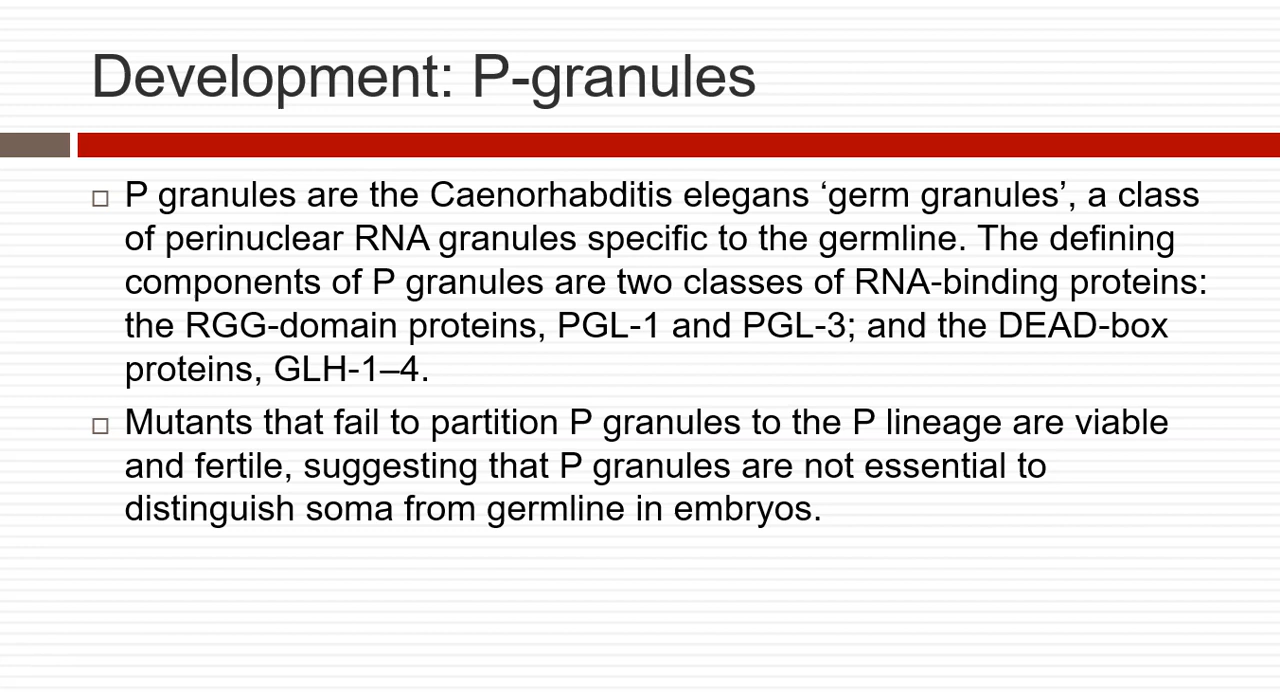 Development: P-granules
P granules are the Caenorhabditis elegans ‘germ granules’, a class
of perinuclear RNA granules specific to the germline. The defining
components of P granules are two classes of RNA-binding proteins:
the RGG-domain proteins, PGL-1 and PGL-3; and the DEAD-box
proteins, GLH-1–4.
Mutants that fail to partition P granules to the P lineage are viable
and fertile, suggesting that P granules are not essential to
distinguish soma from germline in embryos.